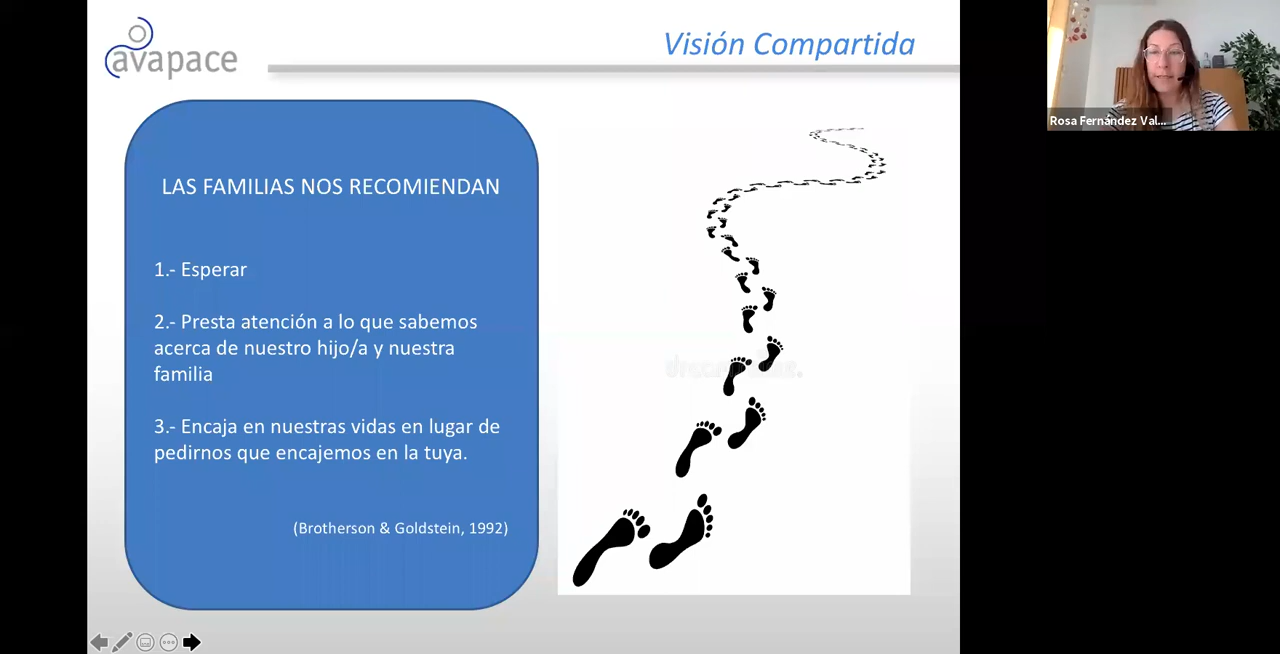 avapace
Visión Compartida
Rosa Fernández Val...
LAS FAMILIAS NOS RECOMIENDAN
1.- Esperar
2.- Presta atención a lo que sabemos
acerca de nuestro hijo/a y nuestra
familia
3.- Encaja en nuestras vidas en lugar de
pedirnos que encajemos en la tuya.
(Brotherson & Goldstein, 1992)